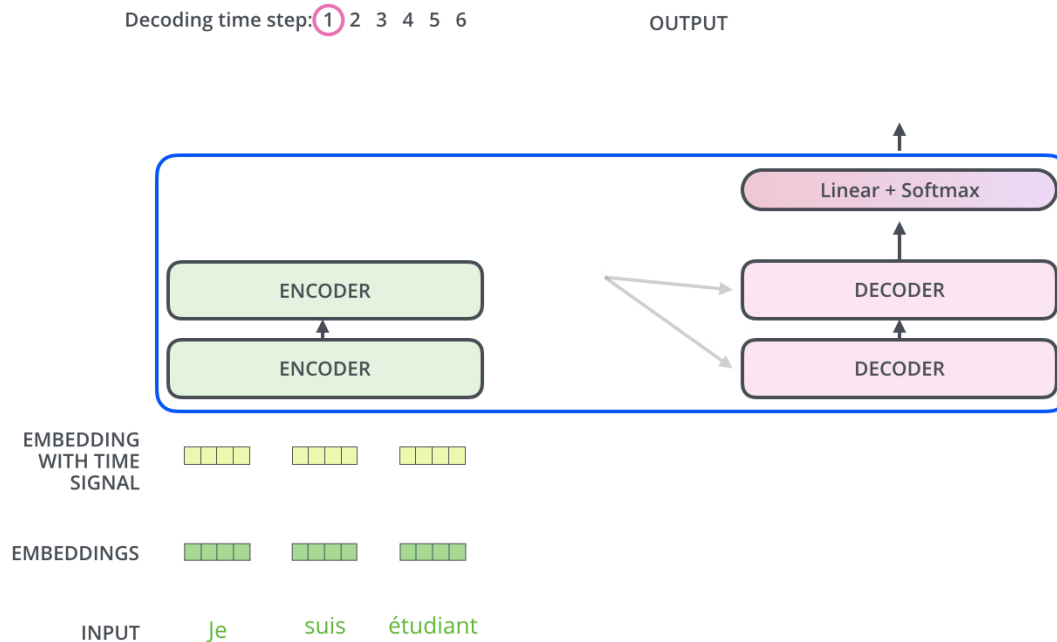 Decoding time step: 1 2 3 4 5 6
OUTPUT
Linear + Softmax
ENCODER
DECODER
ENCODER
DECODER
EMBEDDING
WITH TIME
SIGNAL
EMBEDDINGS
INPUT Je suis étudiant